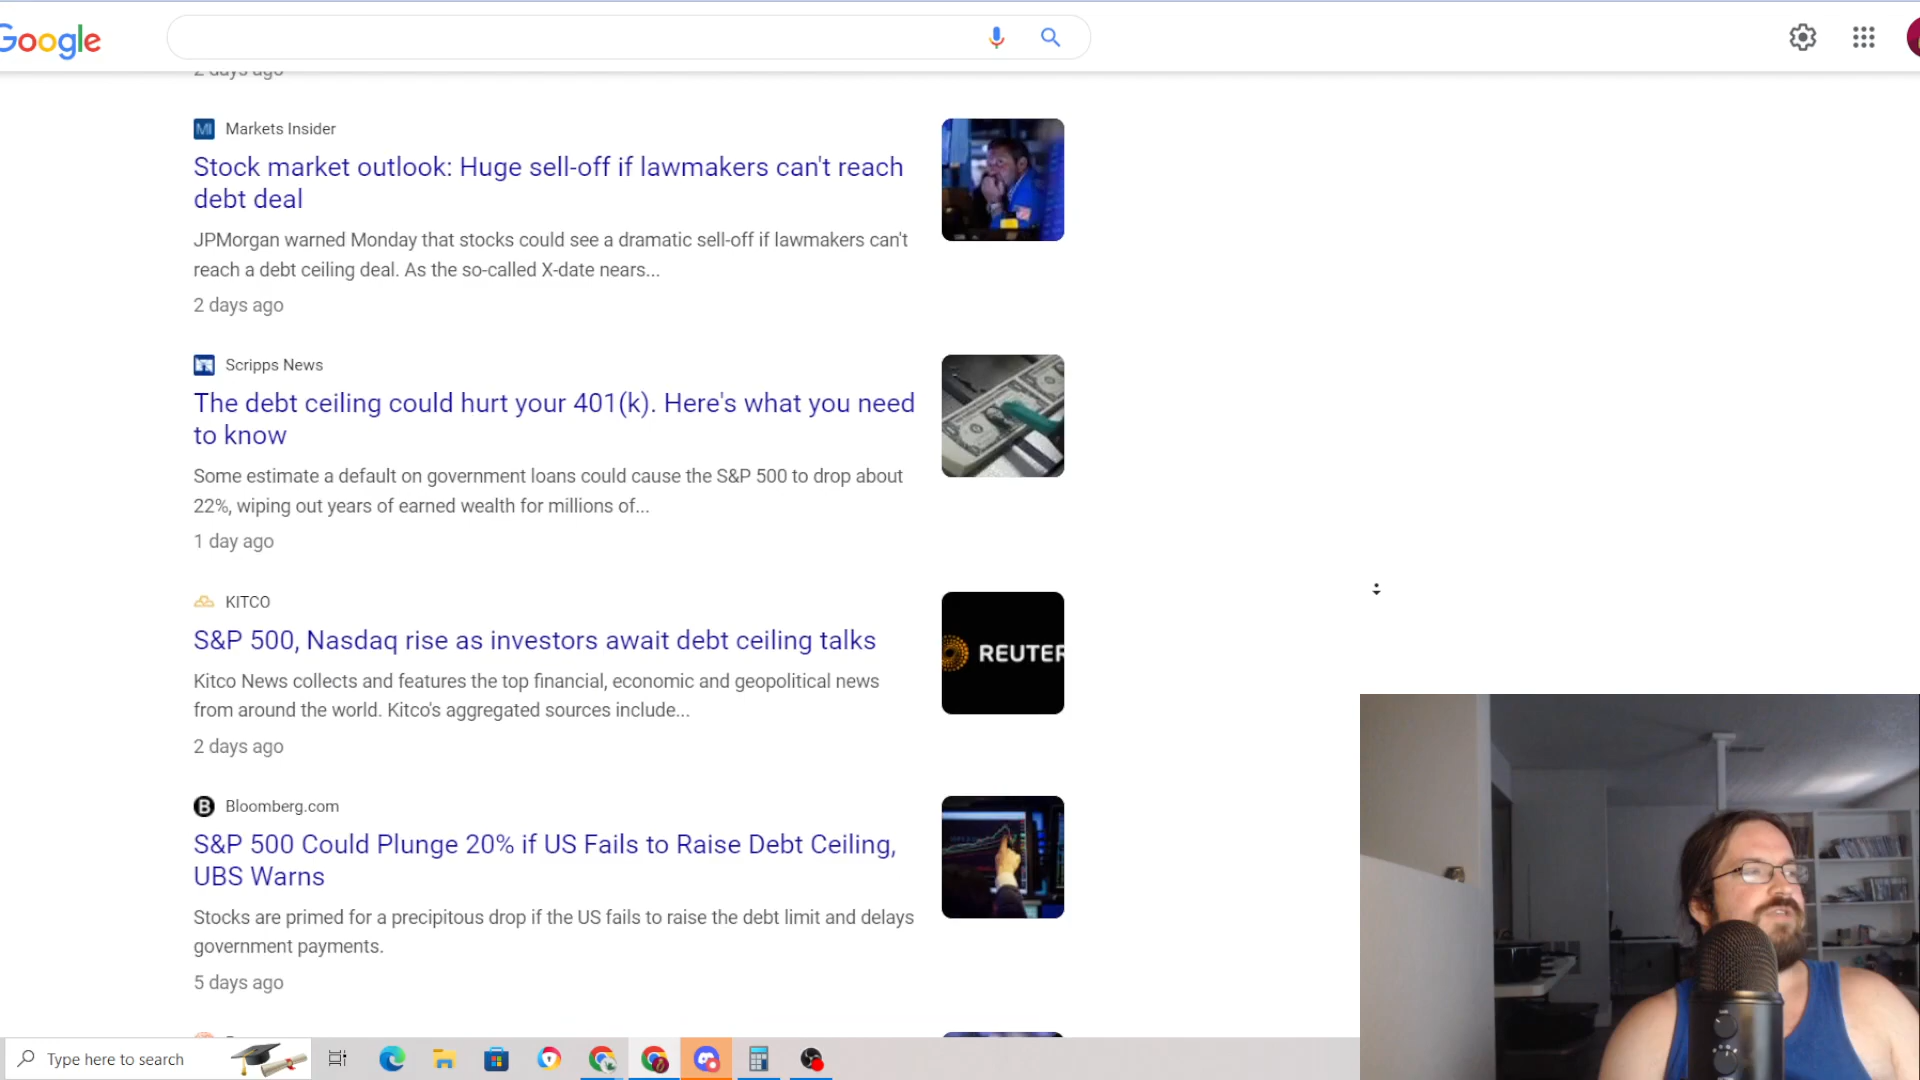 Google
2 days ago
Markets Insider
Stock market outlook: Huge sell-off if lawmakers can't reach
debt deal
JPMorgan warned Monday that stocks could see a dramatic sell-off if lawmakers can't
reach a debt ceiling deal. As the so-called X-date nears...
2 days ago
Scripps News
The debt ceiling could hurt your 401(k). Here's what you need
to know
Some estimate a default on government loans could cause the S&P 500 to drop about
22%, wiping out years of earned wealth for millions of...
1 day ago
KITCO
S&P 500, Nasdaq rise as investors await debt ceiling talks
Kitco News collects and features the top financial, economic and geopolitical news
from around the world. Kitco's aggregated sources include...
2 days ago
REUTER
Bloomberg.com
S&P 500 Could Plunge 20% if US Fails to Raise Debt Ceiling,
UBS Warns
Stocks are primed for a precipitous drop if the US fails to raise the debt limit and delays
government payments.
5 days ago
Type here to search